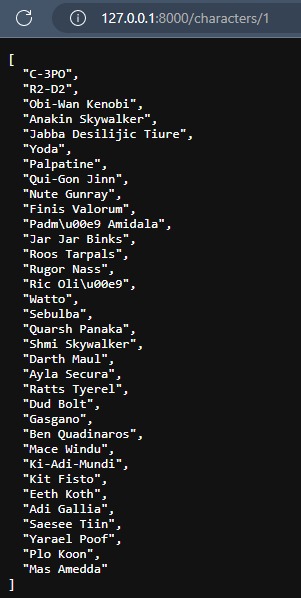 127.0.0.1:8000/characters/1
[
"C-3PO",
"R2-D2",
"Obi-Wan Kenobi",
"Anakin Skywalker",
"Jabba Desilijic Tiure",
"Yoda",
"Palpatine",
"Qui-Gon Jinn",
"Nute Gunray",
"Finis Valorum",
"Padm\u00e9 Amidala",
"Jar Jar Binks",
"Roos Tarpals",
"Rugor Nass",
"Ric Oli\u00e9",
"Watto",
"Sebulba",
"Quarsh Panaka",
"Shmi Skywalker",
"Darth Maul",
"Ayla Secura",
"Ratts Tyerel",
"Dud Bolt",
"Gasgano",
"Ben Quadinaros",
"Mace Windu",
"Ki-Adi-Mundi",
"Kit Fisto",
"Eeth Koth",
"Adi Gallia",
"Saesee Tiin",
"Yarael Poof",
"Plo Koon",
"Mas Amedda"
]